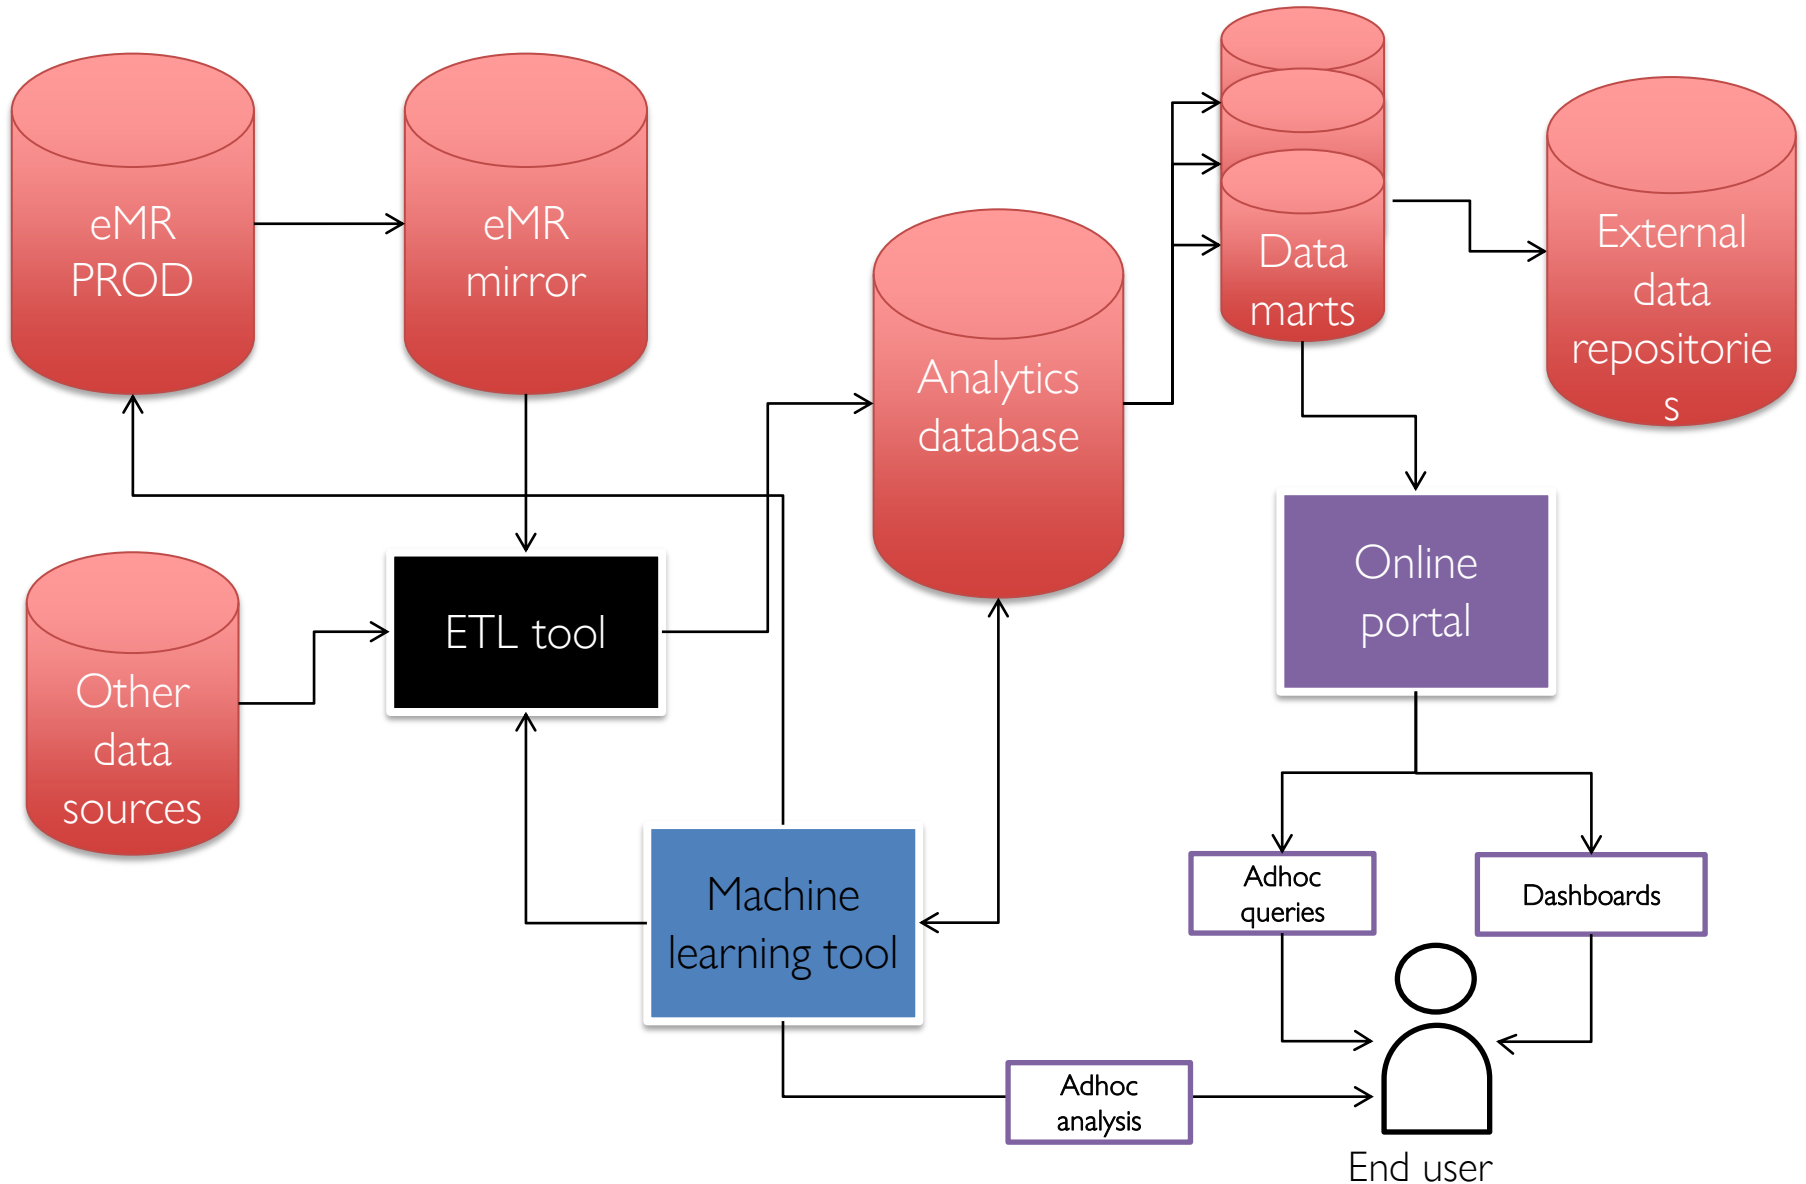 eMR
PROD
eMR
mirror
Data
marts
External
data
repositorie
s
Analytics
database
Other
data
sources
ETL tool
Online
portal
Machine
learning tool
Adhoc
queries
Dashboards
Adhoc
analysis
End user